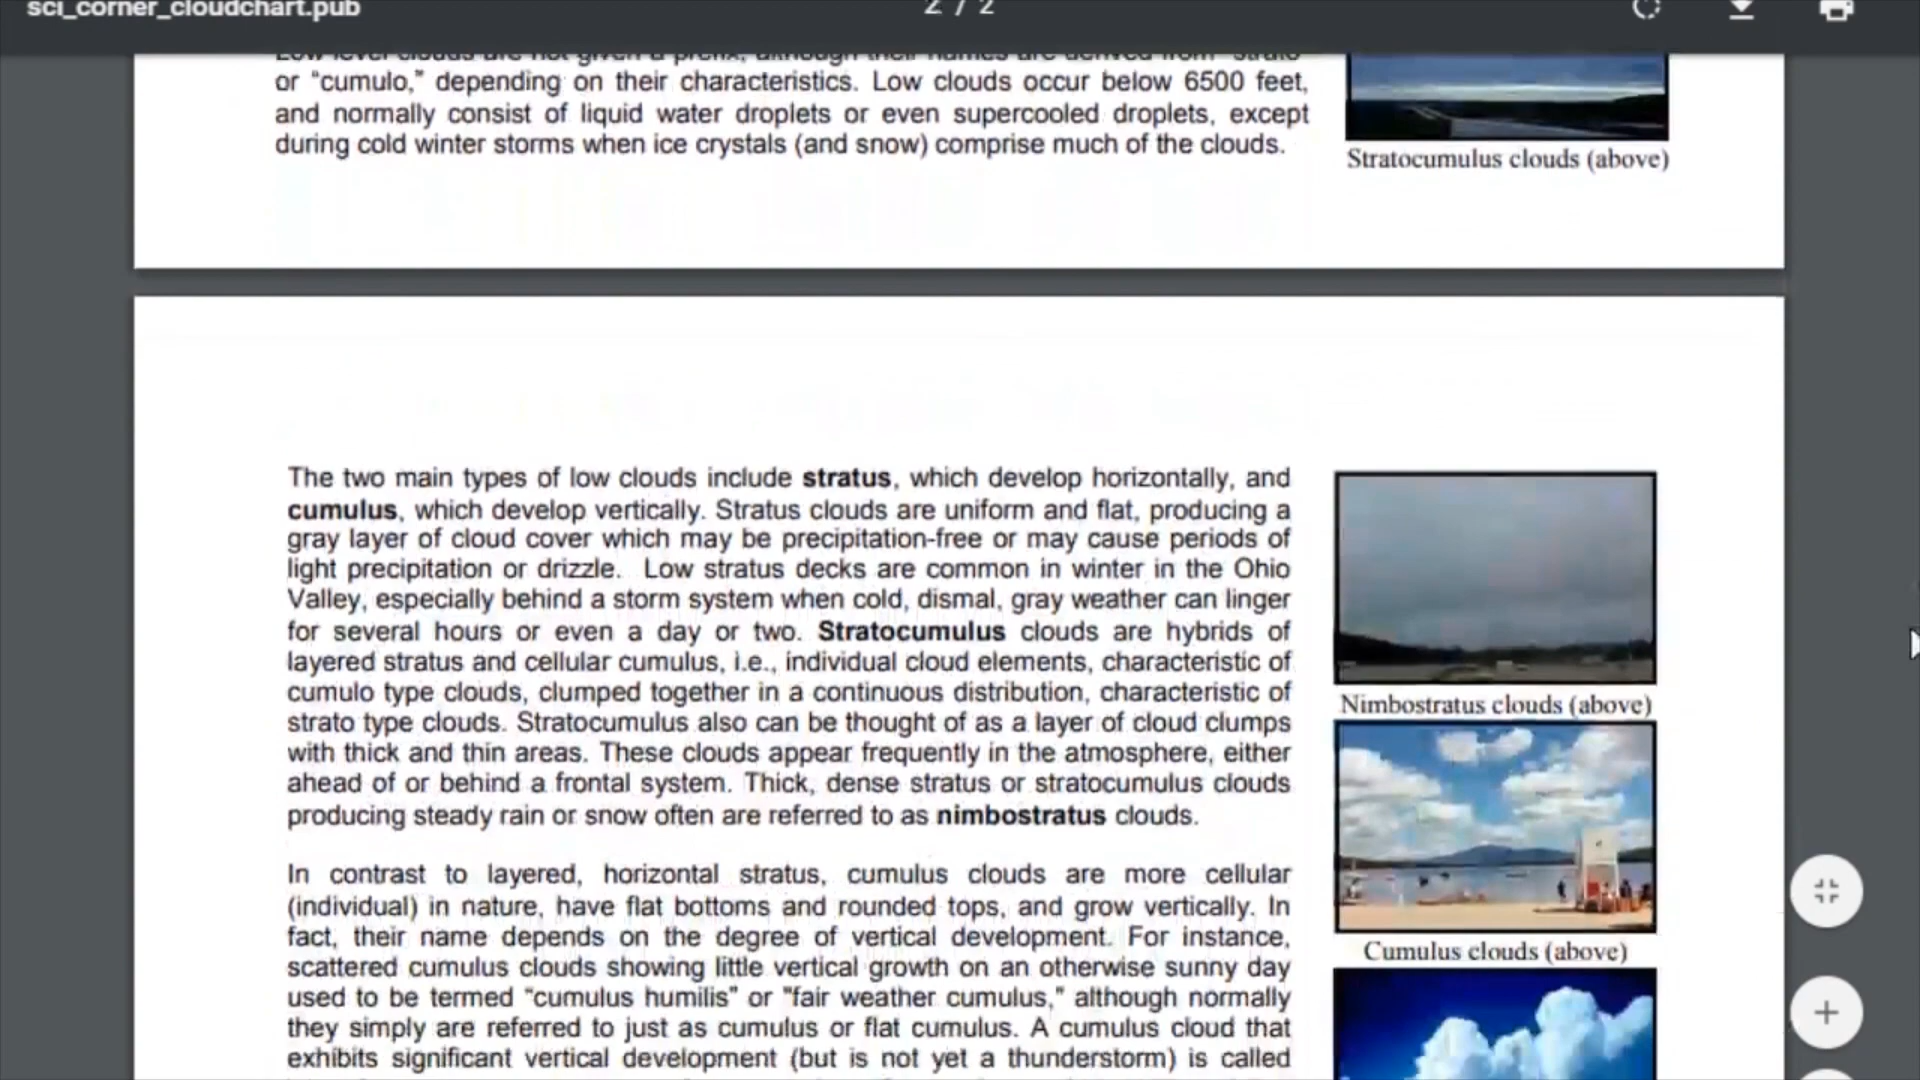 sci_corner_cloudchart.pub
2 / 2
Low level clouds are not given a prefix, although their names are derived from "strato-"
or “cumulo,” depending on their characteristics. Low clouds occur below 6500 feet,
and normally consist of liquid water droplets or even supercooled droplets, except
during cold winter storms when ice crystals (and snow) comprise much of the clouds.
Stratocumulus clouds (above)
The two main types of low clouds include stratus, which develop horizontally, and
cumulus, which develop vertically. Stratus clouds are uniform and flat, producing a
gray layer of cloud cover which may be precipitation-free or may cause periods of
light precipitation or drizzle. Low stratus decks are common in winter in the Ohio
Valley, especially behind a storm system when cold, dismal, gray weather can linger
for several hours or even a day or two. Stratocumulus clouds are hybrids of
layered stratus and cellular cumulus, i.e., individual cloud elements, characteristic of
cumulo type clouds, clumped together in a continuous distribution, characteristic of
strato type clouds. Stratocumulus also can be thought of as a layer of cloud clumps
with thick and thin areas. These clouds appear frequently in the atmosphere, either
ahead of or behind a frontal system. Thick, dense stratus or stratocumulus clouds
producing steady rain or snow often are referred to as nimbostratus clouds.
Nimbostratus clouds (above)
In contrast to layered, horizontal stratus, cumulus clouds are more cellular
(individual) in nature, have flat bottoms and rounded tops, and grow vertically. In
fact, their name depends on the degree of vertical development. For instance,
scattered cumulus clouds showing little vertical growth on an otherwise sunny day
used to be termed "cumulus humilis" or "fair weather cumulus," although normally
they simply are referred to just as cumulus or flat cumulus. A cumulus cloud that
exhibits significant vertical development (but is not yet a thunderstorm) is called
Cumulus clouds (above)